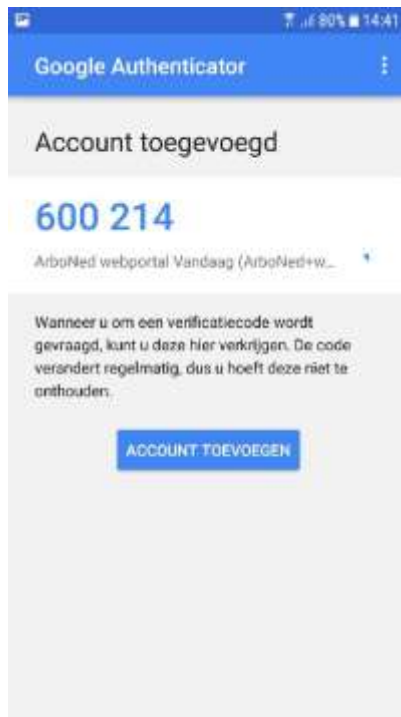 80% 14:41
Google Authenticator
Account toegevoegd
600 214
ArboNed webportal Vandaag (ArboNed+w...
Wanneer u om een verificatiecode wordt
gevraagd, kunt u deze hier verkrijgen. De code
verandert regelmatig, dus u hoeft deze niet te
onthouden.
ACCOUNT TOEVOEGEN